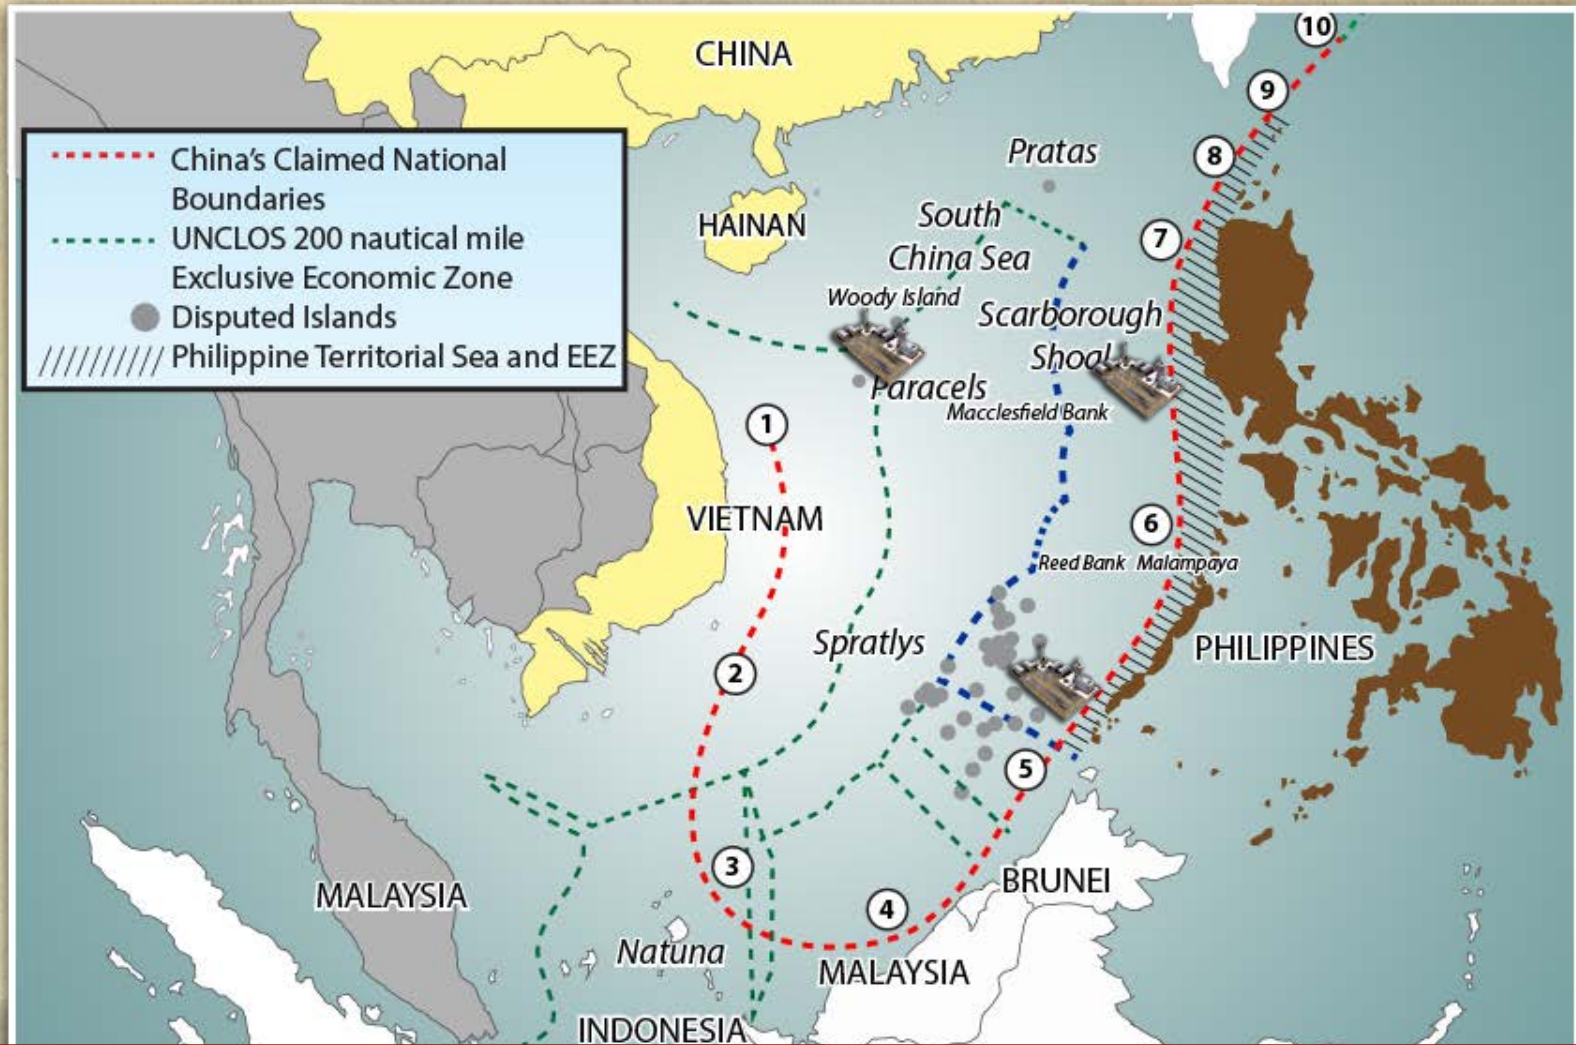 10
CHINA
9
Pratas
8
China's Claimed National
Boundaries
UNCLOS 200 nautical mile
Exclusive Economic Zone
Disputed Islands
Philippine Territorial Sea and EEZ
HAINAN
South
China Sea
7
Woody Island
Scarborough
Shoal
Paracels
Macclesfield Bank
1
VIETNAM
6
Reed Bank
Malampaya
Spratlys
PHILIPPINES
2
5
3
BRUNEI
MALAYSIA
4
Natuna
MALAYSIA
INDONESIA